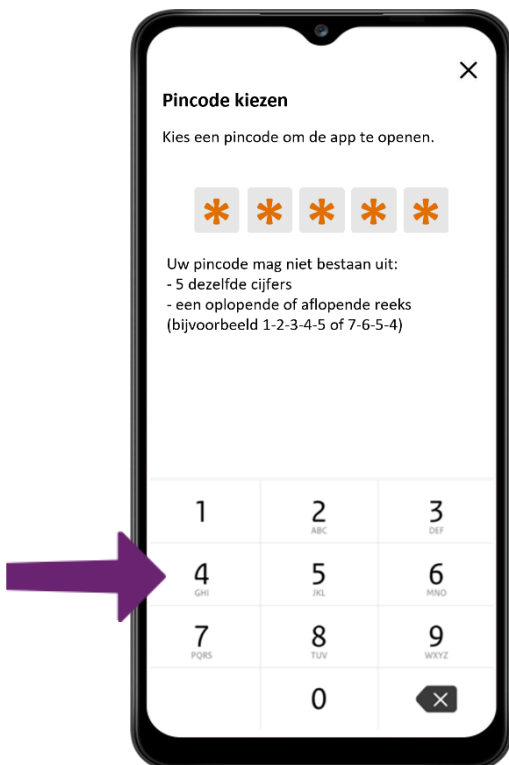 Pincode kiezen
Kies een pincode om de app te openen.
* * * * *
Uw pincode mag niet bestaan uit:
- 5 dezelfde cijfers
- een oplopende of aflopende reeks
(bijvoorbeeld 1-2-3-4-5 of 7-6-5-4)
1 2 3
ABC DEF
4 5 6
GHI JKL MNO
7 8 9
PQRS TUV WXYZ
0